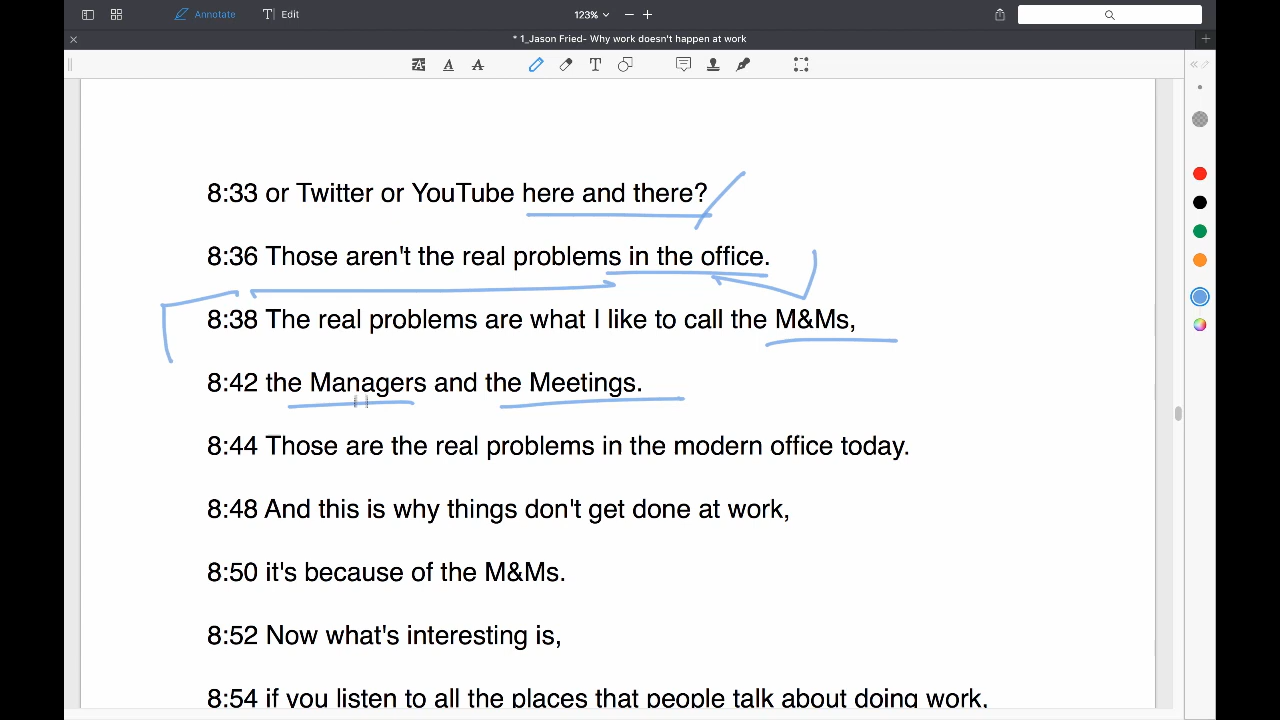 Annotate
Edit
123%
* 1_Jason Fried- Why work doesn't happen at work
8:33 or Twitter or YouTube here and there?
8:36 Those aren't the real problems in the office.
8:38 The real problems are what I like to call the M&Ms,
8:42 the Managers and the Meetings.
8:44 Those are the real problems in the modern office today.
8:48 And this is why things don't get done at work,
8:50 it's because of the M&Ms.
8:52 Now what's interesting is,
8:54 if you listen to all the places that people talk about doing work,